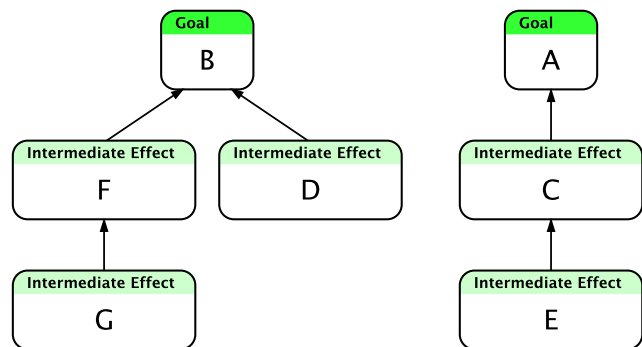 Goal
B
Goal
A
Intermediate Effect
F
Intermediate Effect
D
Intermediate Effect
C
Intermediate Effect
G
Intermediate Effect
E